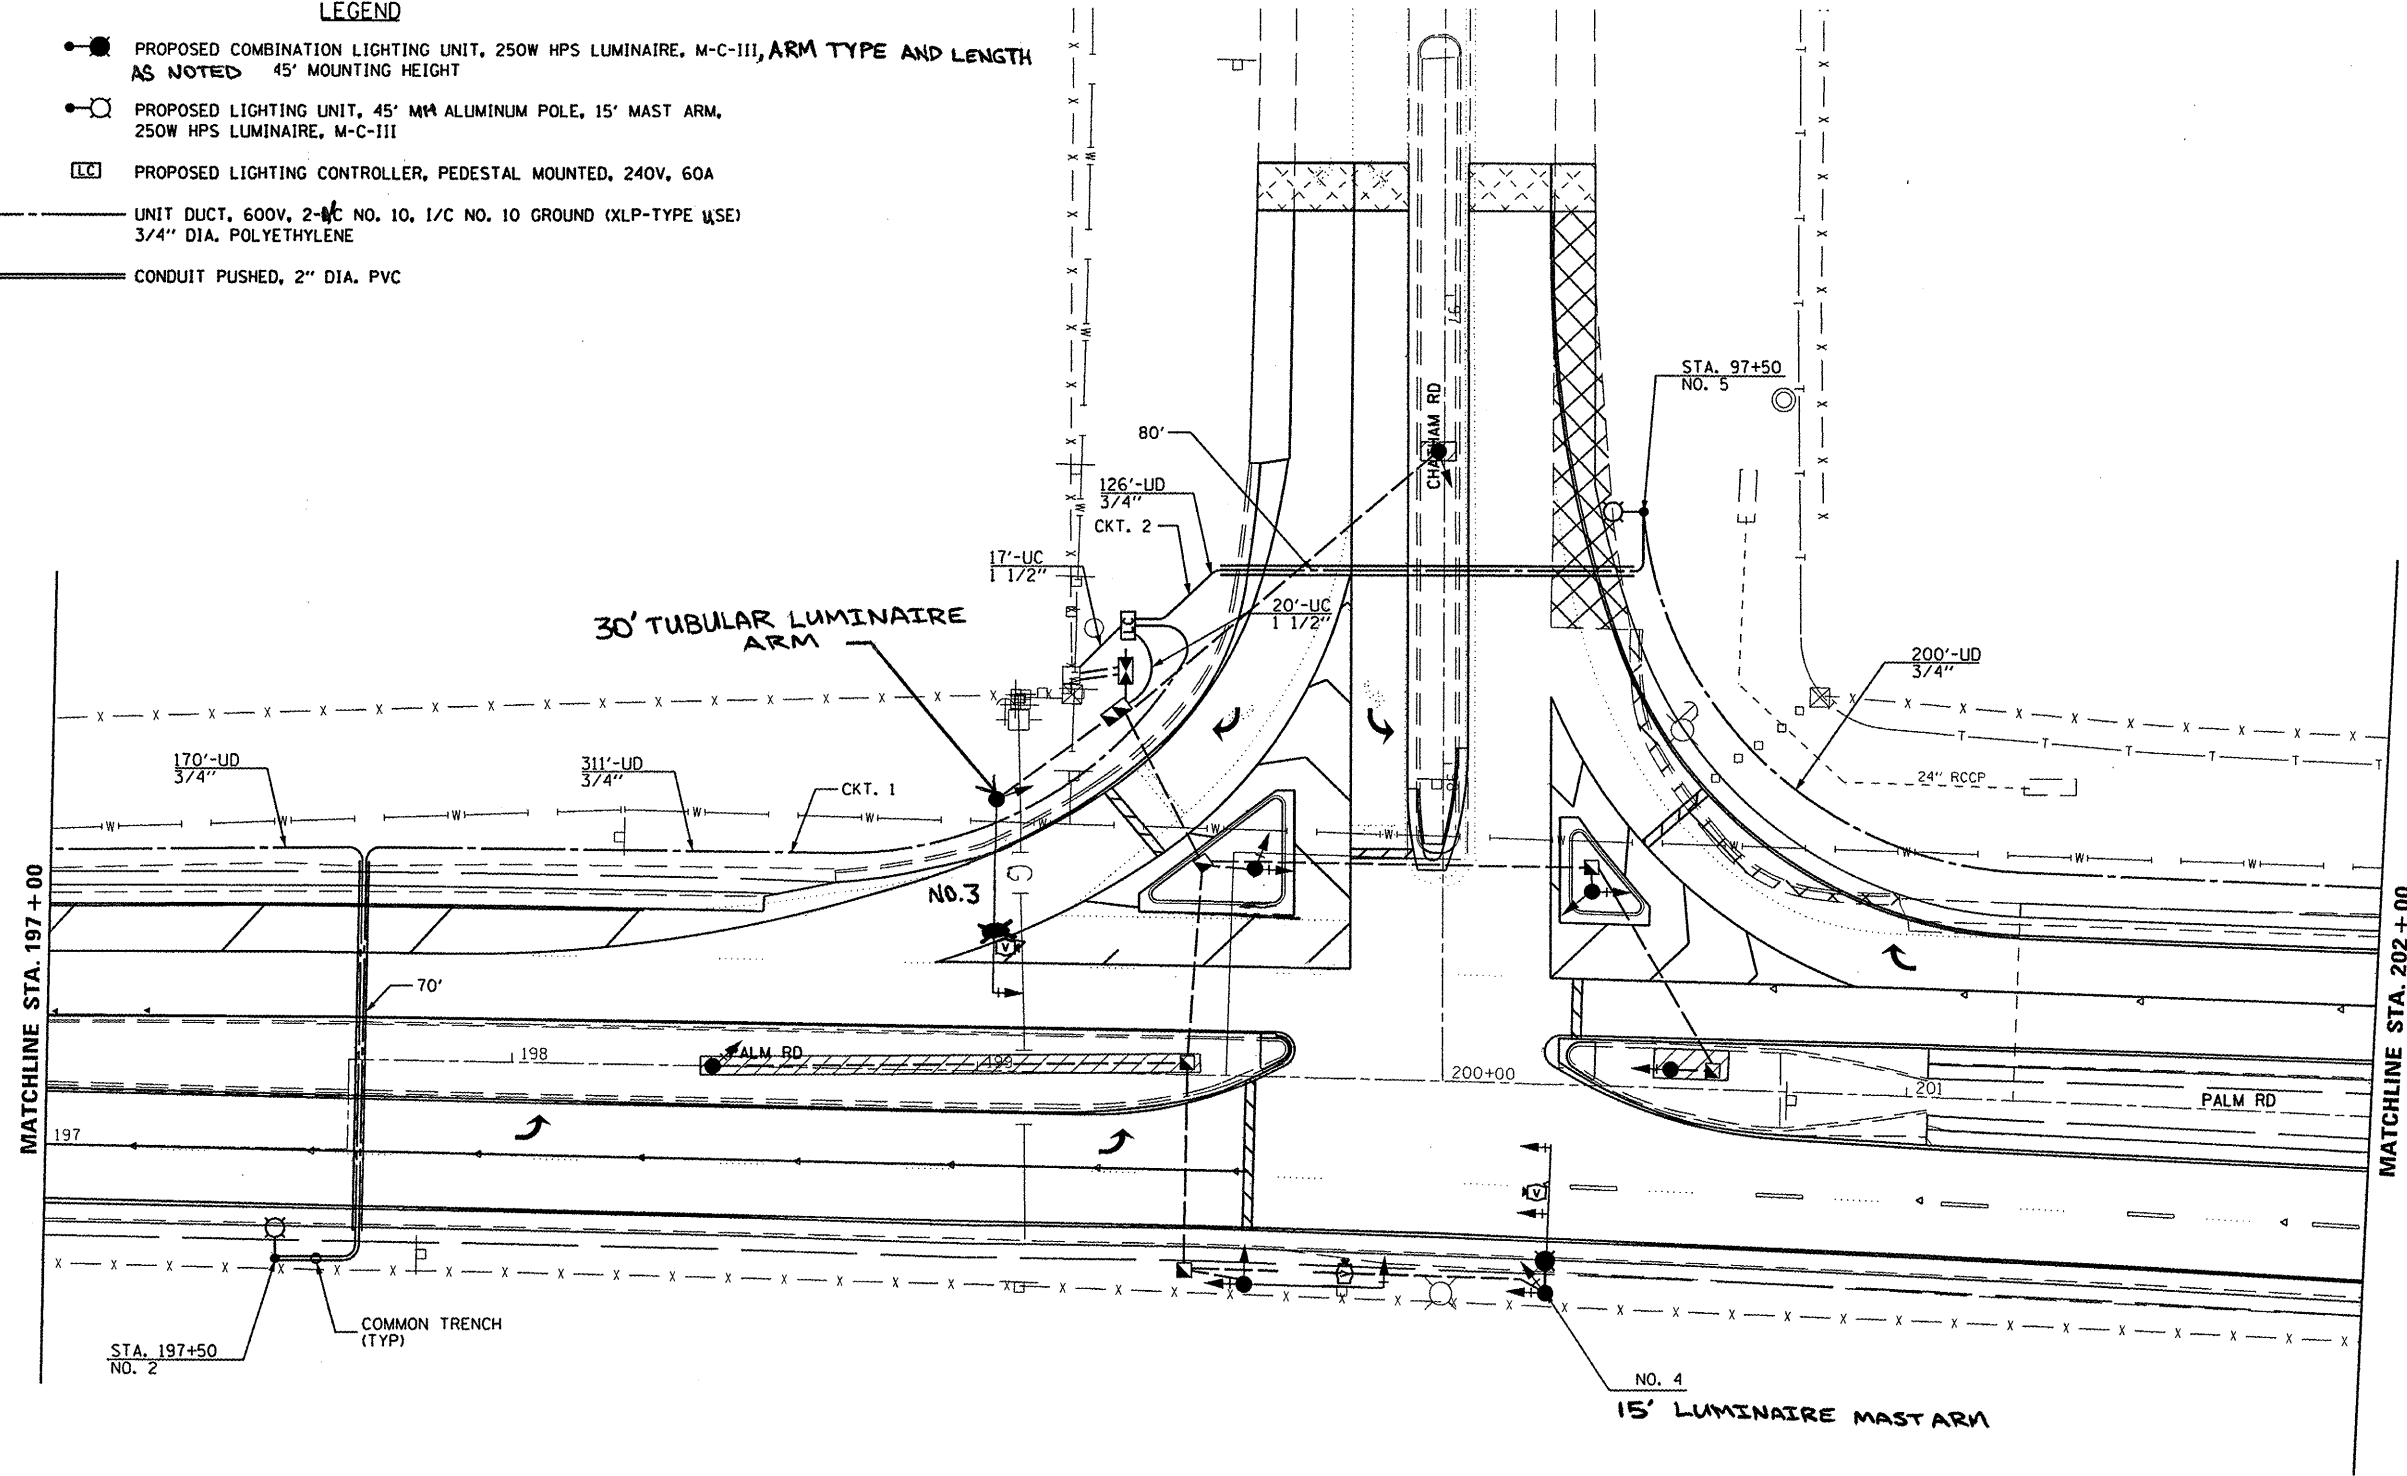 LEGEND
PROPOSED COMBINATION LIGHTING UNIT, 250W HPS LUMINAIRE, M-C-III, ARM TYPE AND LENGTH
AS NOTED 45' MOUNTING HEIGHT
PROPOSED LIGHTING UNIT, 45' MH ALUMINUM POLE, 15' MAST ARM,
250W HPS LUMINAIRE, M-C-III
LC PROPOSED LIGHTING CONTROLLER, PEDESTAL MOUNTED, 240V, 60A
UNIT DUCT, 600V, 2-1/C NO. 10, 1/C NO. 10 GROUND (XLP-TYPE USE)
3/4" DIA. POLYETHYLENE
CONDUIT PUSHED, 2" DIA. PVC
97
STA. 97+50
NO. 5
CHATHAM RD
80'
126'-UD
3/4"
CKT. 2
17'-UC
1 1/2"
20'-UC
1 1/2"
LC
30' TUBULAR LUMINAIRE
ARM
200'-UD
3/4"
170'-UD
3/4"
311'-UD
3/4"
CKT. 1
24" RCCP
NO.3
G
V
70'
MATCHLINE STA. 197+00
MATCHLINE STA. 202+00
198
PALM RD
199
200+00
201
PALM RD
197
V
V
COMMON TRENCH
(TYP)
STA. 197+50
NO. 2
NO. 4
15' LUMINAIRE MAST ARM